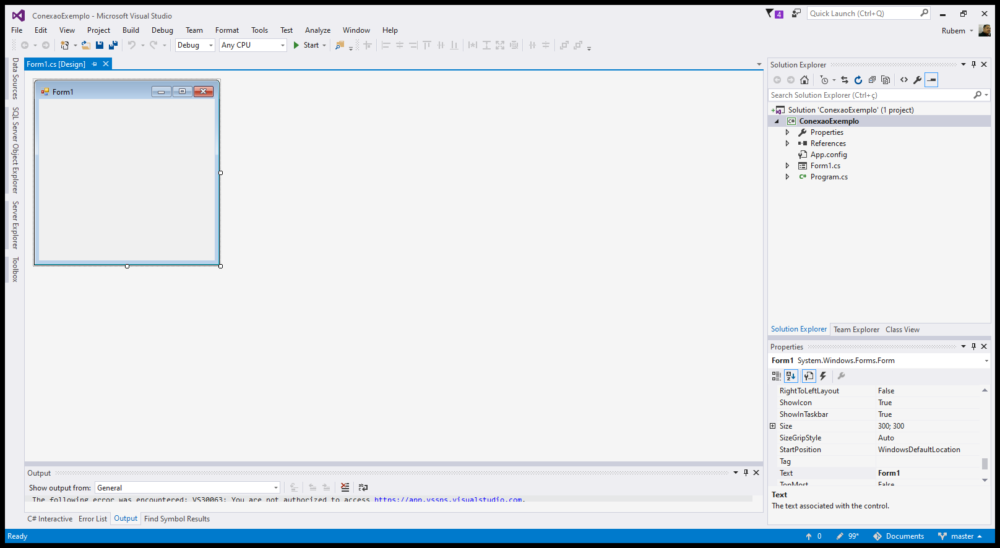 ConexaoExemplo - Microsoft Visual Studio
4
Quick Launch (Ctrl+Q)
File Edit View Project Build Debug Team Format Tools Test Analyze Window Help
Rubem
Debug Any CPU Start
Data Sources
SQL Server Object Explorer
Server Explorer
Toolbox
Form1.cs [Design]
Form1
Solution Explorer
Search Solution Explorer (Ctrl+ç)
Solution 'ConexaoExemplo' (1 project)
C# ConexaoExemplo
Properties
References
App.config
Form1.cs
C# Program.cs
Solution Explorer Team Explorer Class View
Properties
Form1 System.Windows.Forms.Form
RightToLeftLayout False
ShowIcon True
ShowInTaskbar True
Size 300; 300
SizeGripStyle Auto
StartPosition WindowsDefaultLocation
Tag
Text Form1
TopMost False
Text
The text associated with the control.
Output
Show output from: General
The following error was encountered: VS30063: You are not authorized to access https://app.vssps.visualstudio.com.
C# Interactive Error List Output Find Symbol Results
Ready
0 99* Documents master